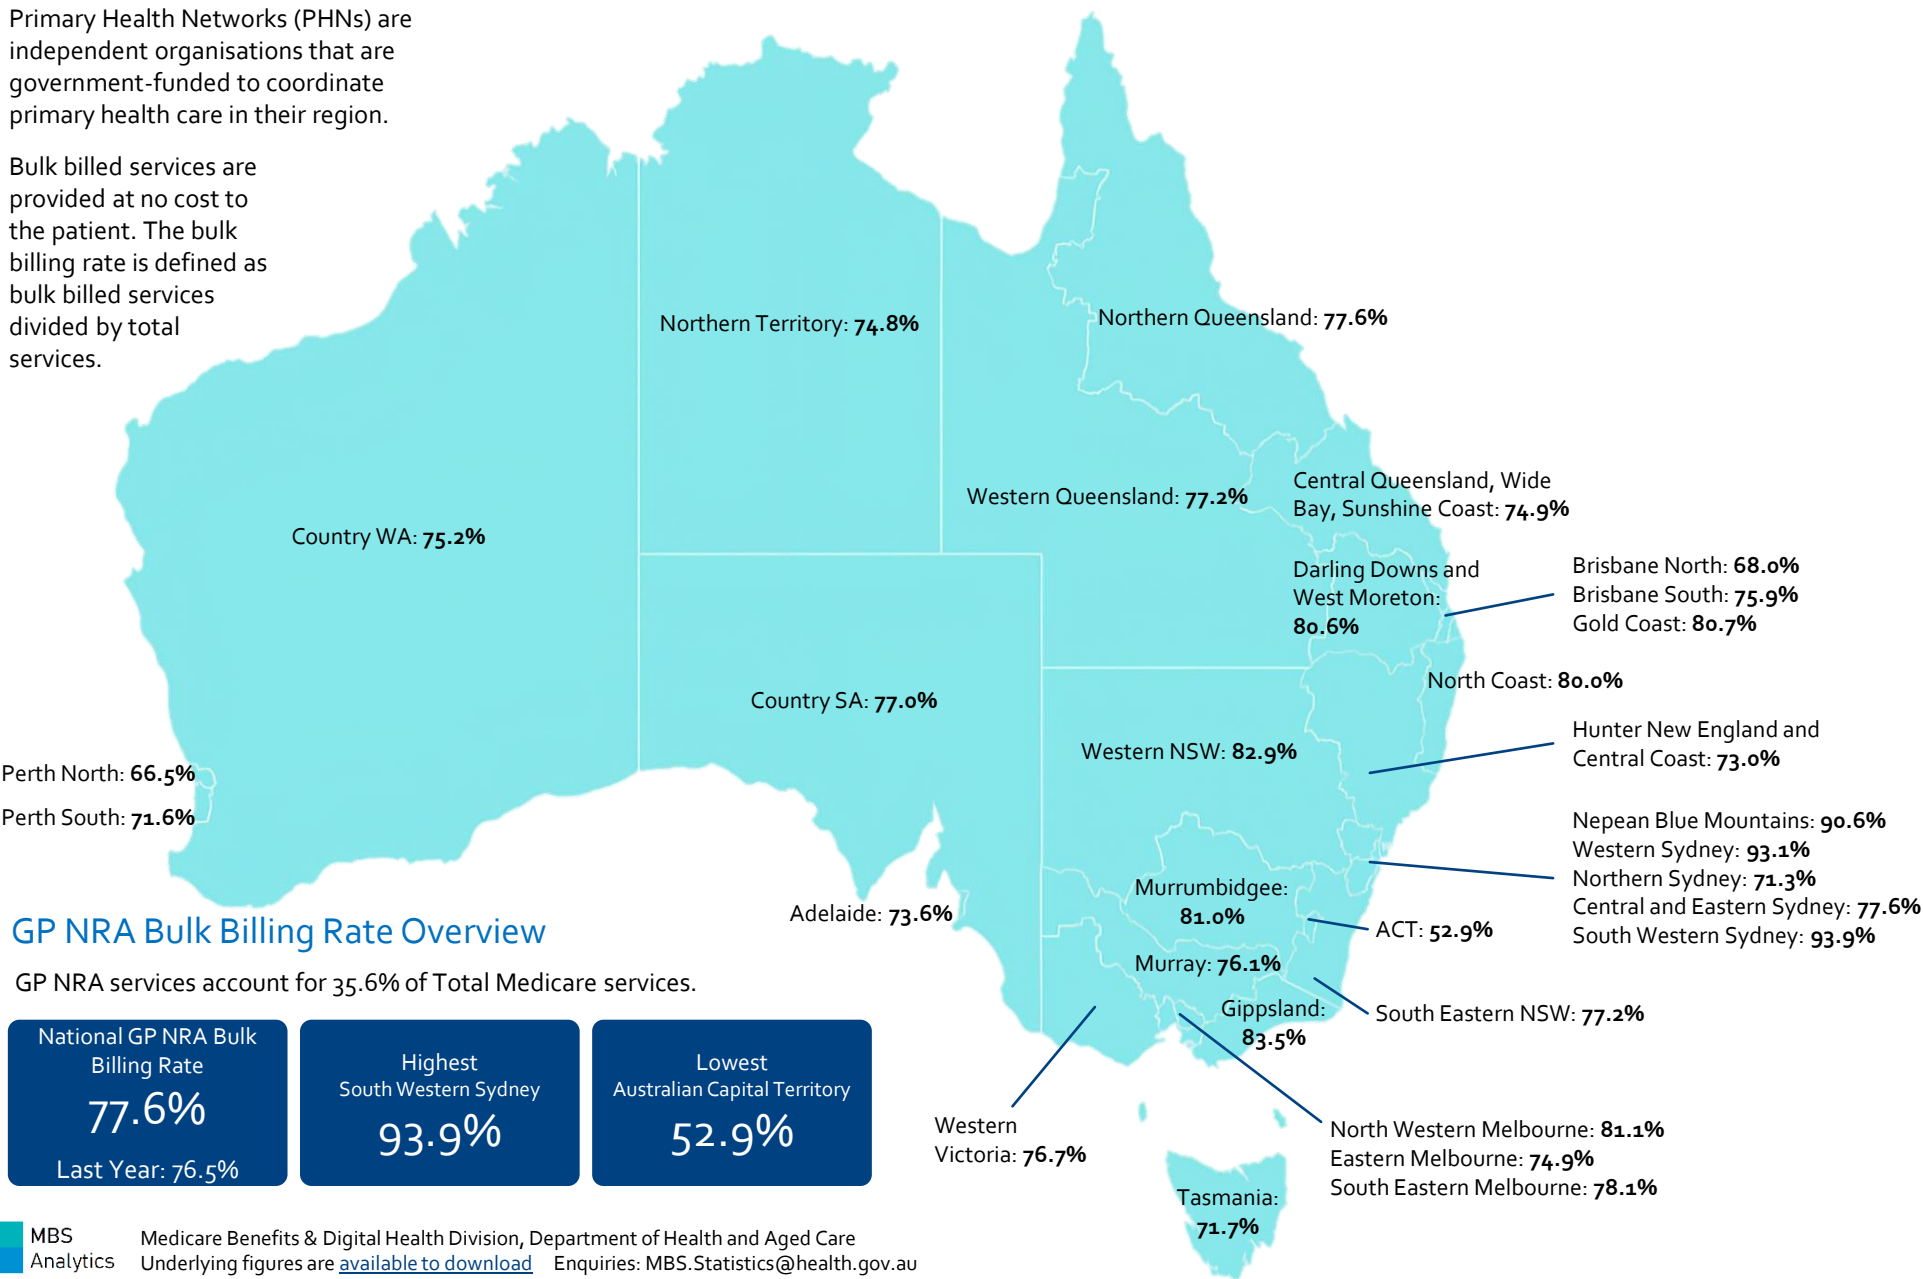 Primary Health Networks (PHNs) are
independent organisations that are
government-funded to coordinate
primary health care in their region.
Bulk billed services are
provided at no cost to
the patient. The bulk
billing rate is defined as
bulk billed services
divided by total
services.
Northern Territory: 74.8%
Northern Queensland: 77.6%
Western Queensland: 77.2%
Central Queensland, Wide
Bay, Sunshine Coast: 74.9%
Country WA: 75.2%
Darling Downs and
West Moreton:
80.6%
Brisbane North: 68.0%
Brisbane South: 75.9%
Gold Coast: 80.7%
Country SA: 77.0%
North Coast: 80.0%
Western NSW: 82.9%
Hunter New England and
Central Coast: 73.0%
Perth North: 66.5%
Perth South: 71.6%
Nepean Blue Mountains: 90.6%
Western Sydney: 93.1%
Northern Sydney: 71.3%
Central and Eastern Sydney: 77.6%
South Western Sydney: 93.9%
Murrumbidgee:
81.0%
Adelaide: 73.6%
ACT: 52.9%
Murray: 76.1%
Gippsland:
83.5%
South Eastern NSW: 77.2%
Western
Victoria: 76.7%
North Western Melbourne: 81.1%
Eastern Melbourne: 74.9%
South Eastern Melbourne: 78.1%
Tasmania:
71.7%
GP NRA Bulk Billing Rate Overview
GP NRA services account for 35.6% of Total Medicare services.
National GP NRA Bulk
Billing Rate
77.6%
Last Year: 76.5%
Highest
South Western Sydney
93.9%
Lowest
Australian Capital Territory
52.9%
MBS
Analytics
Medicare Benefits & Digital Health Division, Department of Health and Aged Care
Underlying figures are available to download Enquiries: MBS.Statistics@health.gov.au